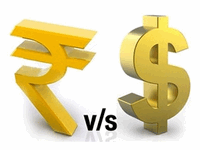 ₹ v/s $